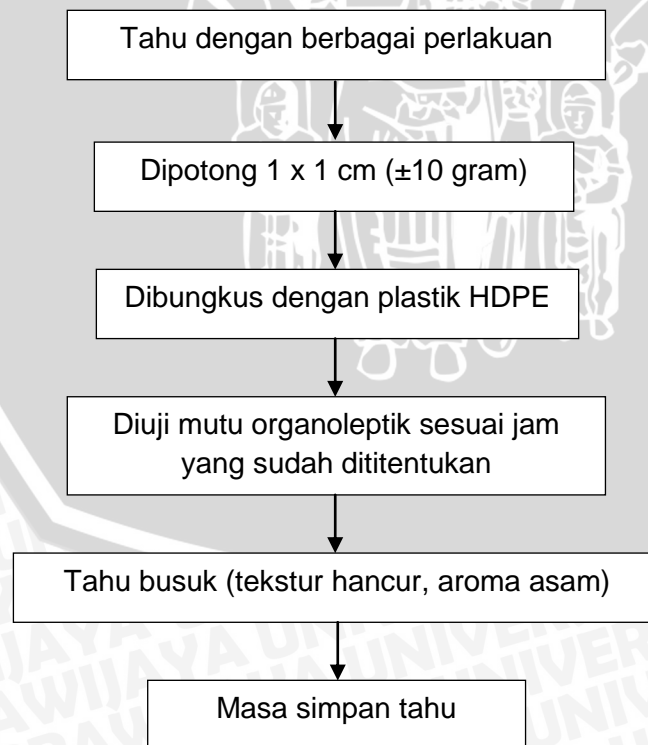 Tahu dengan berbagai perlakuan
Dipotong 1 x 1 cm (±10 gram)
Dibungkus dengan plastik HDPE
Diuji mutu organoleptik sesuai jam
yang sudah dititentukan
Tahu busuk (tekstur hancur, aroma asam)
Masa simpan tahu